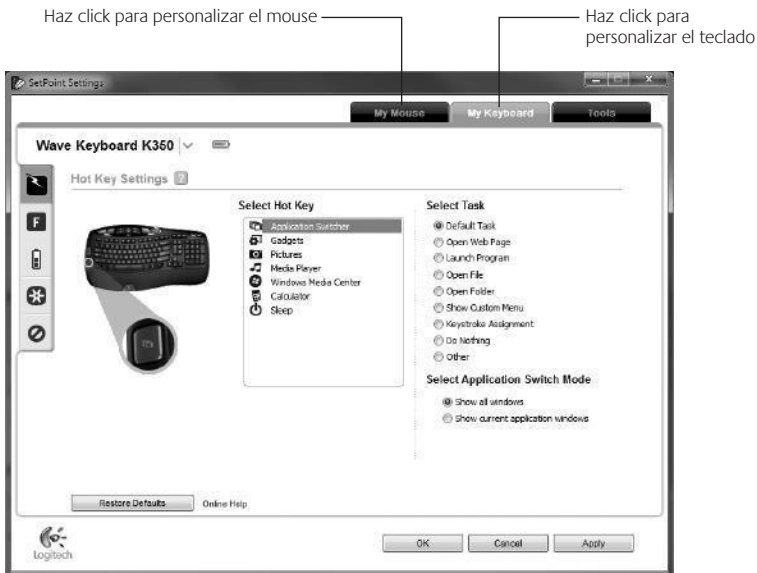 Haz click para personalizar el mouse
Haz click para
personalizar el teclado
SetPoint Settings
My Mouse
My Keyboard
Tools
Wave Keyboard K350
Hot Key Settings ?
Select Hot Key
Application Switcher
Gadgets
Pictures
Media Player
Windows Media Center
Calculator
Sleep
Select Task
Default Task
Open Web Page
Launch Program
Open File
Open Folder
Show Custom Menu
Keystroke Assignment
Do Nothing
Other
Select Application Switch Mode
Show all windows
Show current application windows
F
Restore Defaults
Online Help
Logitech
OK
Cancel
Apply